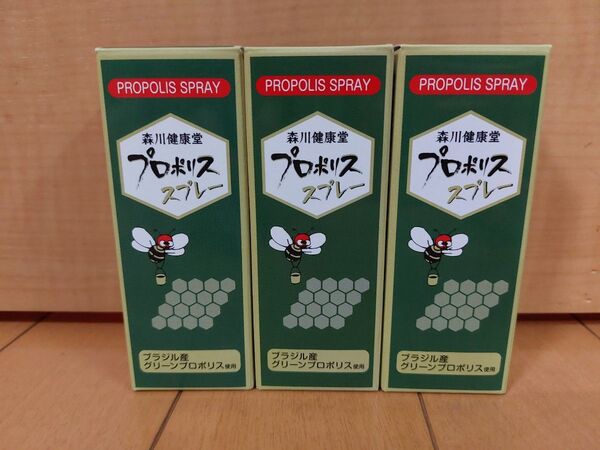 PROPOLIS SPRAY
森川健康堂
プロポリス
スプレー
ブラジル産
グリーンプロポリス使用
PROPOLIS SPRAY
森川健康堂
プロポリス
スプレー
ブラジル産
グリーンプロポリス使用
PROPOLIS SPRAY
森川健康堂
プロポリス
スプレー
ブラジル産
グリーンプロポリス使用